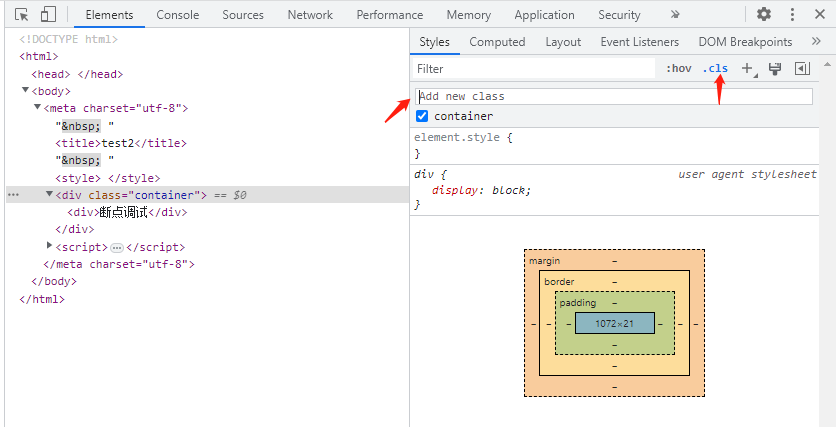 Elements Console Sources Network Performance Memory Application Security »
<!DOCTYPE html>
<html>
<head> </head>
<body>
<meta charset="utf-8">
"&nbsp; "
<title>test2</title>
"&nbsp; "
<style> </style>
··· <div class="container"> == $0
<div>断点调试</div>
</div>
<script>…</script>
</meta charset="utf-8">
</body>
</html>
Styles Computed Layout Event Listeners DOM Breakpoints »
Filter :hov .cls +
Add new class
container
element.style {
}
div { user agent stylesheet
display: block;
}
margin –
border –
padding –
– – – 1072×21 – – –
–
–
–